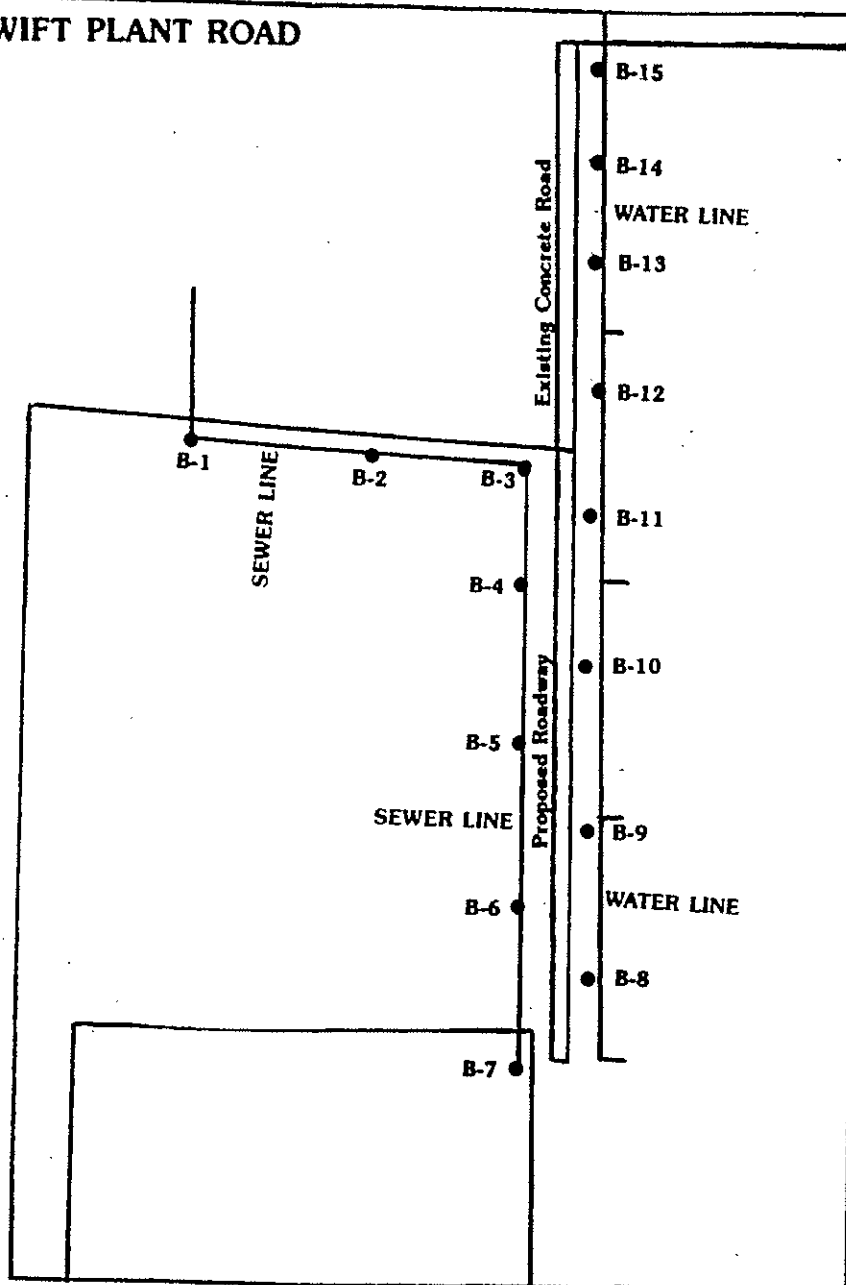 WIFT PLANT ROAD
B-15
B-14
WATER LINE
B-13
Existing Concrete Road
B-12
B-1
SEWER LINE
B-2
B-3
B-11
B-4
B-10
Proposed Roadway
B-5
SEWER LINE
B-9
B-6
WATER LINE
B-8
B-7